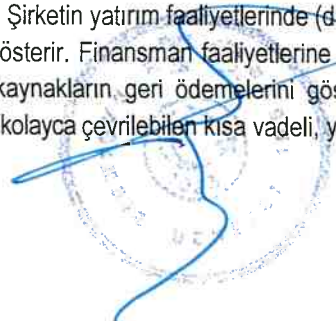 Şirketin yatırım faaliyetlerinde (d
österir. Finansman faaliyetlerine
kaynakların geri ödemelerini gös
kolayca çevrilebilen kısa vadeli, y